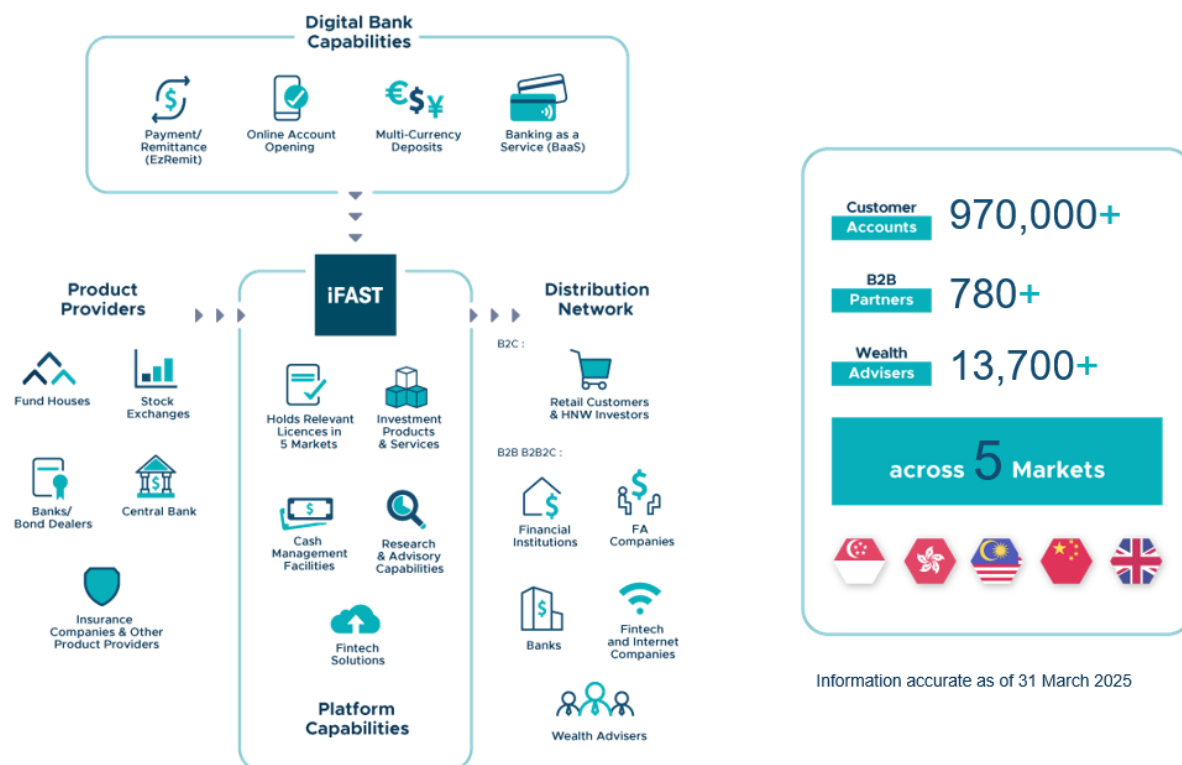 Digital Bank
Capabilities
Payment/
Remittance
(EzRemit)
Online Account
Opening
€$¥
Multi-Currency
Deposits
Banking as a
Service (BaaS)
Product
Providers
Fund Houses
Stock
Exchanges
Banks/
Bond Dealers
Central Bank
Insurance
Companies & Other
Product Providers
iFAST
Holds Relevant
Licences in
5 Markets
Investment
Products
& Services
Cash
Management
Facilities
Research
& Advisory
Capabilities
Fintech
Solutions
Platform
Capabilities
Distribution
Network
B2C :
Retail Customers
& HNW Investors
B2B B2B2C :
Financial
Institutions
FA
Companies
Banks
Fintech
and Internet
Companies
Wealth Advisers
Customer
Accounts
970,000+
B2B
Partners
780+
Wealth
Advisers
13,700+
across 5 Markets
Information accurate as of 31 March 2025